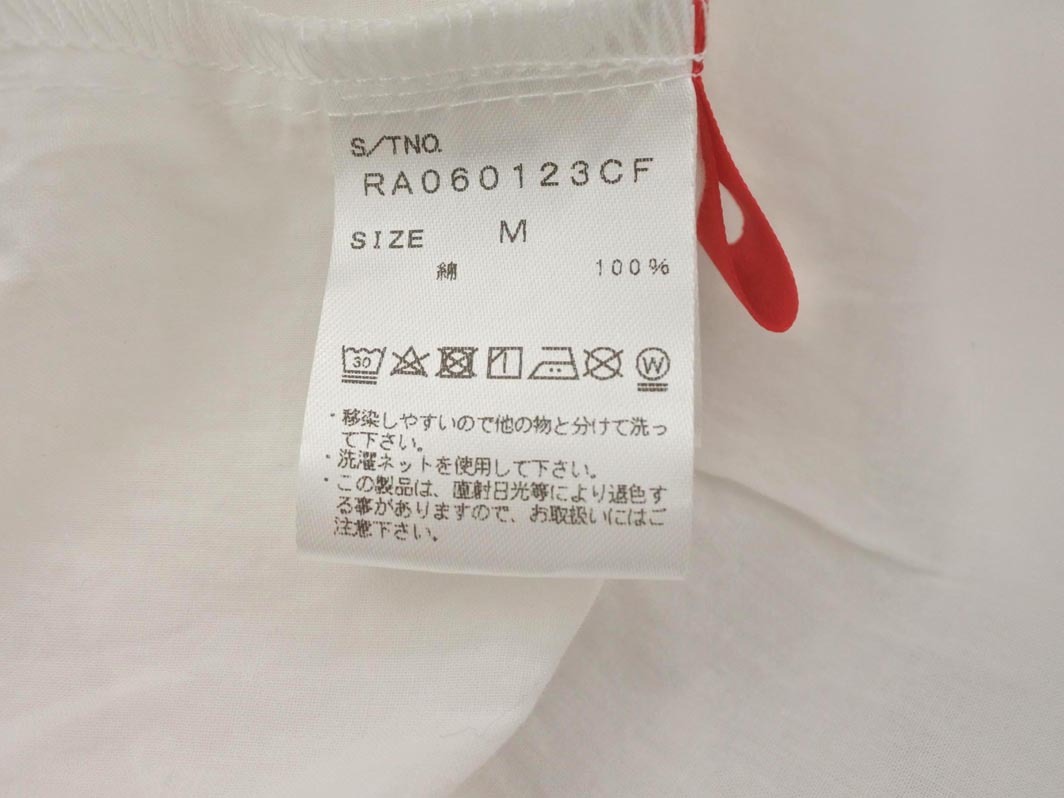 S/TNO.
RA060123CF
SIZE M
綿 100%
30 W
・移染しやすいので他の物と分けて洗っ
て下さい。
・洗濯ネットを使用して下さい。
・この製品は、直射日光等により退色す
る事がありますので、お取扱いにはご
注意下さい。